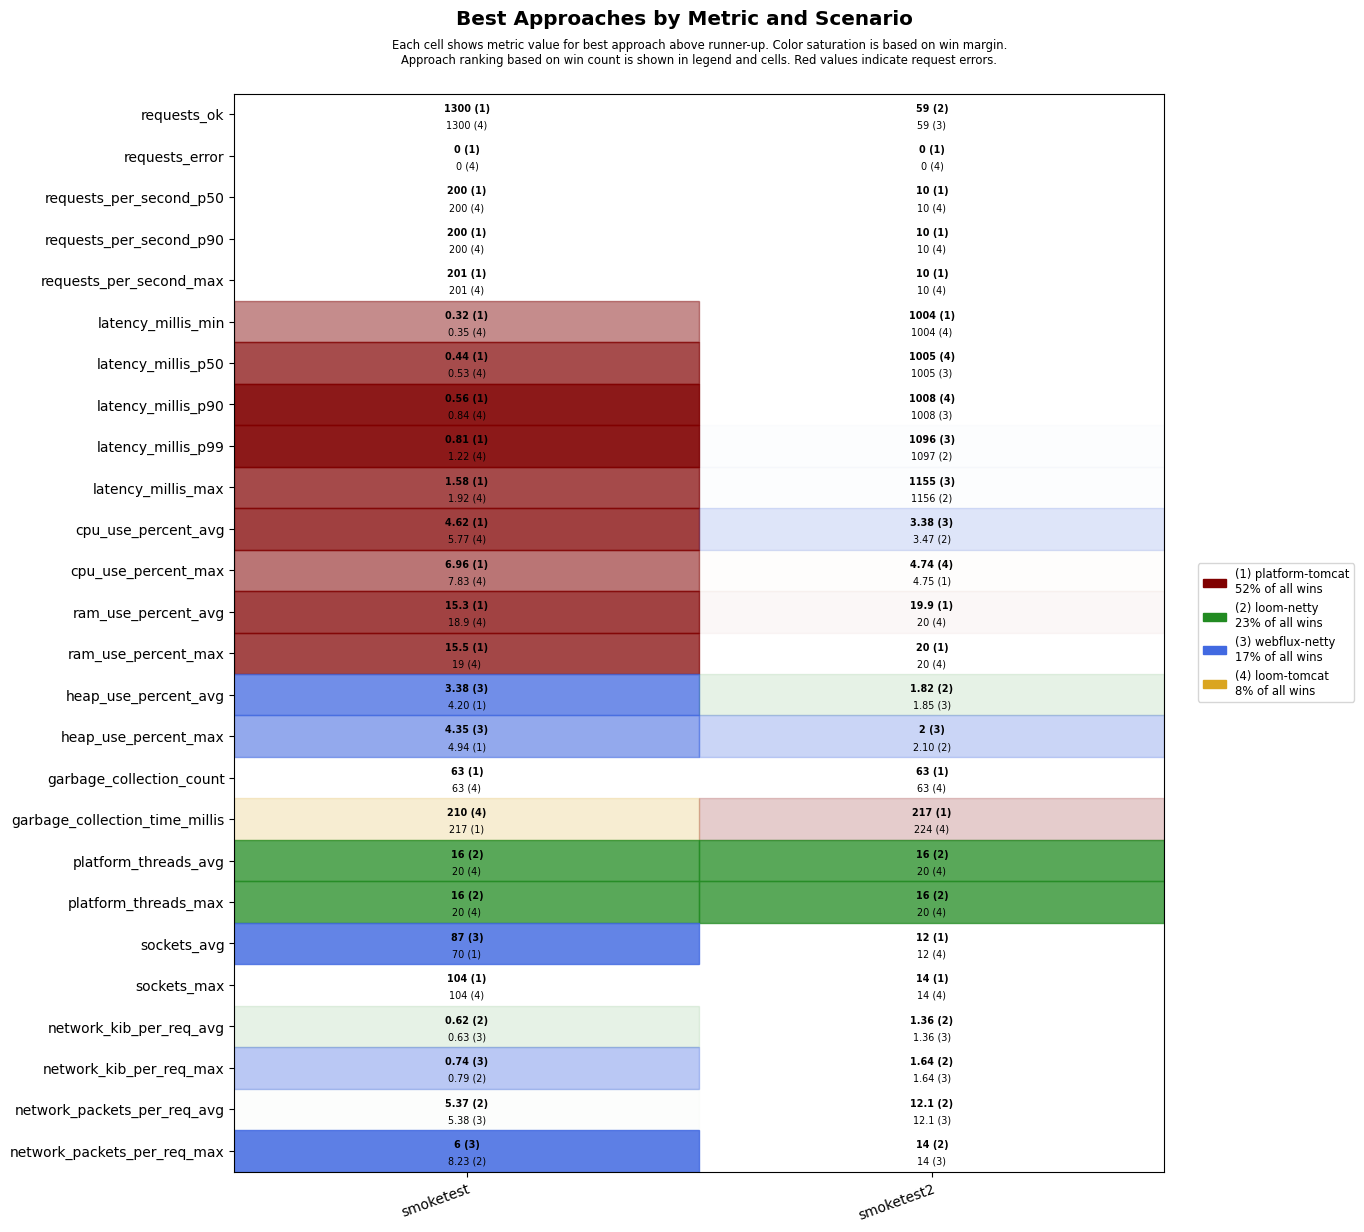 Best Approaches by Metric and Scenario
Each cell shows metric value for best approach above runner-up. Color saturation is based on win margin.
Approach ranking based on win count is shown in legend and cells. Red values indicate request errors.
requests_ok
1300 (1)
1300 (4)
59 (2)
59 (3)
requests_error
0 (1)
0 (4)
0 (1)
0 (4)
requests_per_second_p50
200 (1)
200 (4)
10 (1)
10 (4)
requests_per_second_p90
200 (1)
200 (4)
10 (1)
10 (4)
requests_per_second_max
201 (1)
201 (4)
10 (1)
10 (4)
latency_millis_min
0.32 (1)
0.35 (4)
1004 (1)
1004 (4)
latency_millis_p50
0.44 (1)
0.53 (4)
1005 (4)
1005 (3)
latency_millis_p90
0.56 (1)
0.84 (4)
1008 (4)
1008 (3)
latency_millis_p99
0.81 (1)
1.22 (4)
1096 (3)
1097 (2)
latency_millis_max
1.58 (1)
1.92 (4)
1155 (3)
1156 (2)
cpu_use_percent_avg
4.62 (1)
5.77 (4)
3.38 (3)
3.47 (2)
cpu_use_percent_max
6.96 (1)
7.83 (4)
4.74 (4)
4.75 (1)
ram_use_percent_avg
15.3 (1)
18.9 (4)
19.9 (1)
20 (4)
ram_use_percent_max
15.5 (1)
19 (4)
20 (1)
20 (4)
heap_use_percent_avg
3.38 (3)
4.20 (1)
1.82 (2)
1.85 (3)
heap_use_percent_max
4.35 (3)
4.94 (1)
2 (3)
2.10 (2)
garbage_collection_count
63 (1)
63 (4)
63 (1)
63 (4)
garbage_collection_time_millis
210 (4)
217 (1)
217 (1)
224 (4)
platform_threads_avg
16 (2)
20 (4)
16 (2)
20 (4)
platform_threads_max
16 (2)
20 (4)
16 (2)
20 (4)
sockets_avg
87 (3)
70 (1)
12 (1)
12 (4)
sockets_max
104 (1)
104 (4)
14 (1)
14 (4)
network_kib_per_req_avg
0.62 (2)
0.63 (3)
1.36 (2)
1.36 (3)
network_kib_per_req_max
0.74 (3)
0.79 (2)
1.64 (2)
1.64 (3)
network_packets_per_req_avg
5.37 (2)
5.38 (3)
12.1 (2)
12.1 (3)
network_packets_per_req_max
6 (3)
8.23 (2)
14 (2)
14 (3)
smoketest
smoketest2
(1) platform-tomcat
52% of all wins
(2) loom-netty
23% of all wins
(3) webflux-netty
17% of all wins
(4) loom-tomcat
8% of all wins